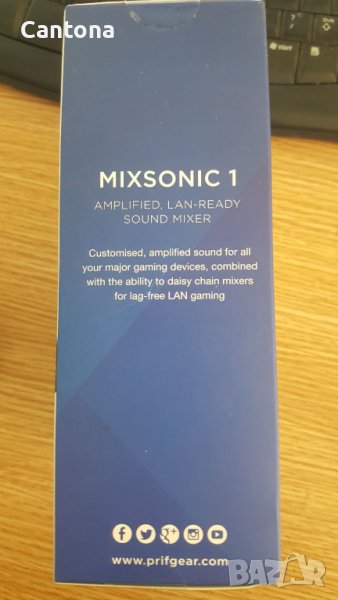 Cantona
MIXSONIC 1
AMPLIFIED, LAN-READY
SOUND MIXER
Customised, amplified sound for all
your major gaming devices, combined
with the ability to daisy chain mixers
for lag-free LAN gaming
www.prifgear.com
BAZAR